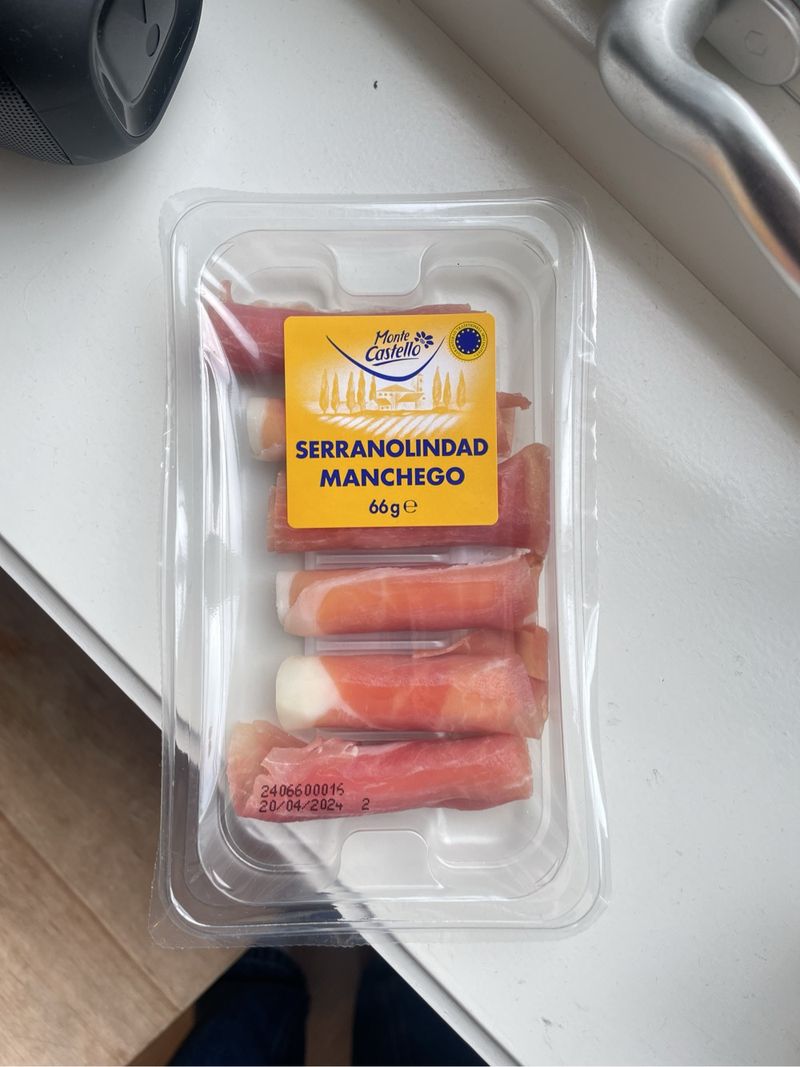 Monte
Castello
SERRANOLINDAD
MANCHEGO
66g℮
2406600016
20/04/2024 2